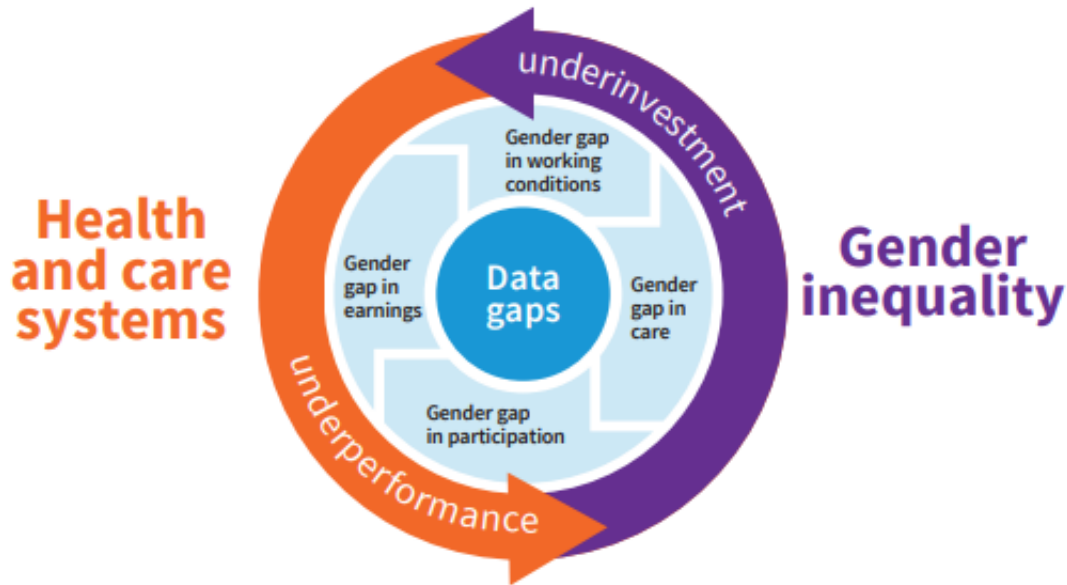 underinvestment
Gender gap
in working
conditions
Health
and care
systems
Gender
gap in
earnings
Data
gaps
Gender
gap in
care
Gender
inequality
Gender gap
in participation
underperformance